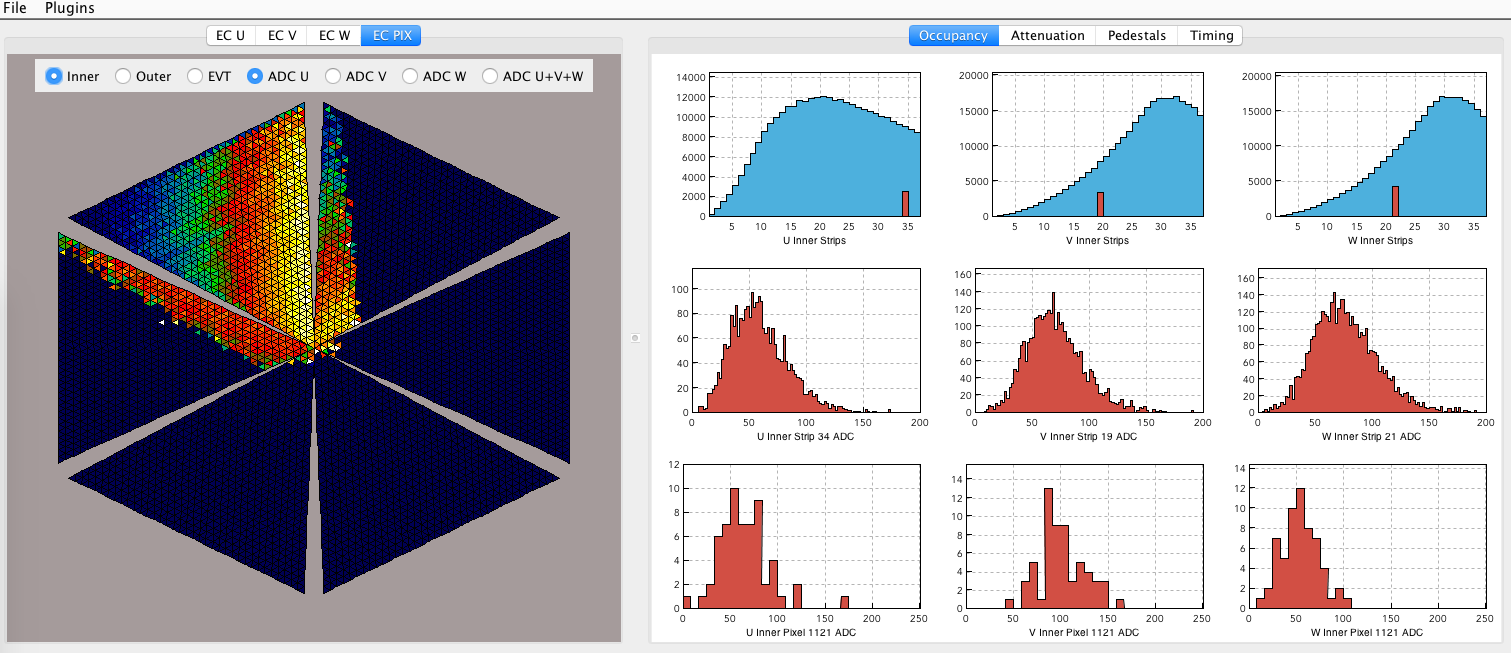 File Plugins
EC U EC V EC W EC PIX
Occupancy Attenuation Pedestals Timing
Inner Outer EVT ADC U ADC V ADC W ADC U+V+W
14000
12000
10000
8000
6000
4000
2000
0
5 10 15 20 25 30 35
U Inner Strips
20000
15000
10000
5000
0
5 10 15 20 25 30 35
V Inner Strips
20000
15000
10000
5000
0
5 10 15 20 25 30 35
W Inner Strips
100
80
60
40
20
0
0 50 100 150 200
U Inner Strip 34 ADC
160
140
120
100
80
60
40
20
0
0 50 100 150 200
V Inner Strip 19 ADC
160
140
120
100
80
60
40
20
0
0 50 100 150 200
W Inner Strip 21 ADC
12
10
8
6
4
2
0
0 50 100 150 200 250
U Inner Pixel 1121 ADC
14
12
10
8
6
4
2
0
0 50 100 150 200 250
V Inner Pixel 1121 ADC
14
12
10
8
6
4
2
0
0 50 100 150 200 250
W Inner Pixel 1121 ADC